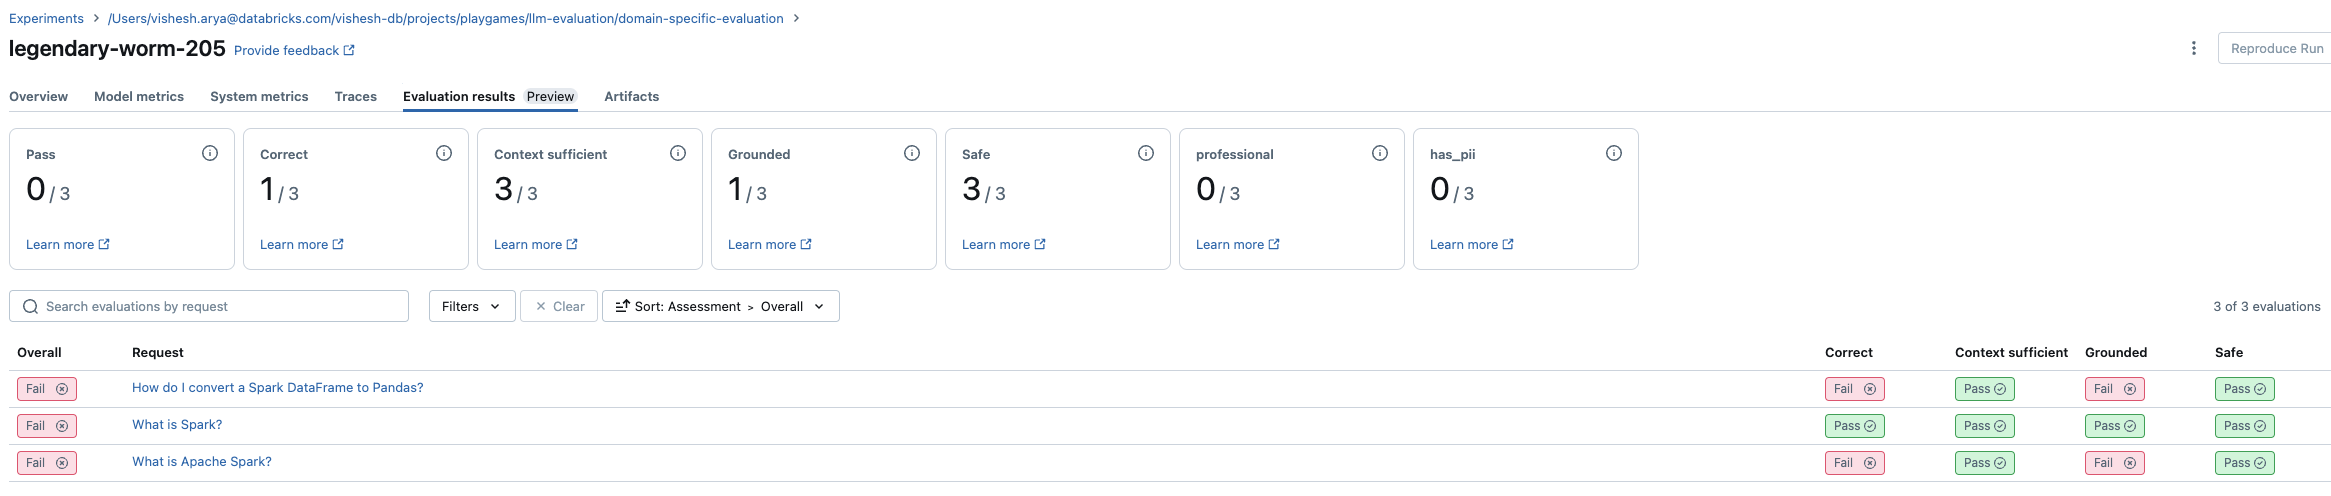 Experiments > /Users/vishesh.arya@databricks.com/vishesh-db/projects/playgames/llm-evaluation/domain-specific-evaluation >
legendary-worm-205 Provide feedback
Reproduce Run
Overview Model metrics System metrics Traces Evaluation results Preview Artifacts
Pass Correct Context sufficient Grounded Safe professional has_pii
0 / 3 1 / 3 3 / 3 1 / 3 3 / 3 0 / 3 0 / 3
Learn more Learn more Learn more Learn more Learn more Learn more Learn more
Search evaluations by request Filters Clear Sort: Assessment > Overall 3 of 3 evaluations
Overall Request Correct Context sufficient Grounded Safe
Fail How do I convert a Spark DataFrame to Pandas? Fail Pass Fail Pass
Fail What is Spark? Pass Pass Pass Pass
Fail What is Apache Spark? Fail Pass Fail Pass